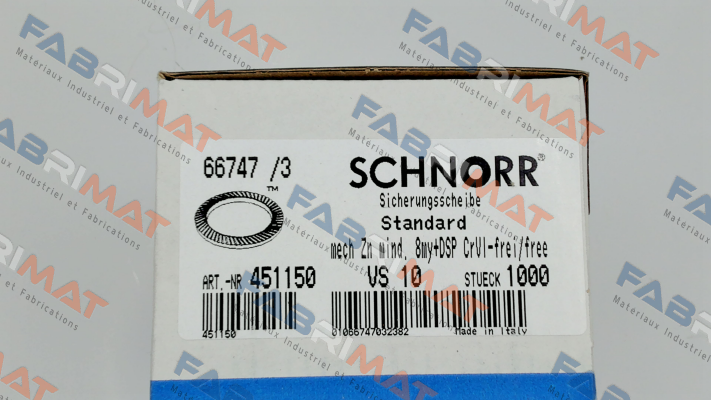 66747 /3
SCHNORR®
™
Sicherungsscheibe
Standard
mech Zn mind. 8my+DSP CrVI-frei/free
ART.-NR 451150 VS 10 STUECK 1000
451150 01066747032382 Made in Italy
FABRIMAT
Matériaux Industriel et Fabrications